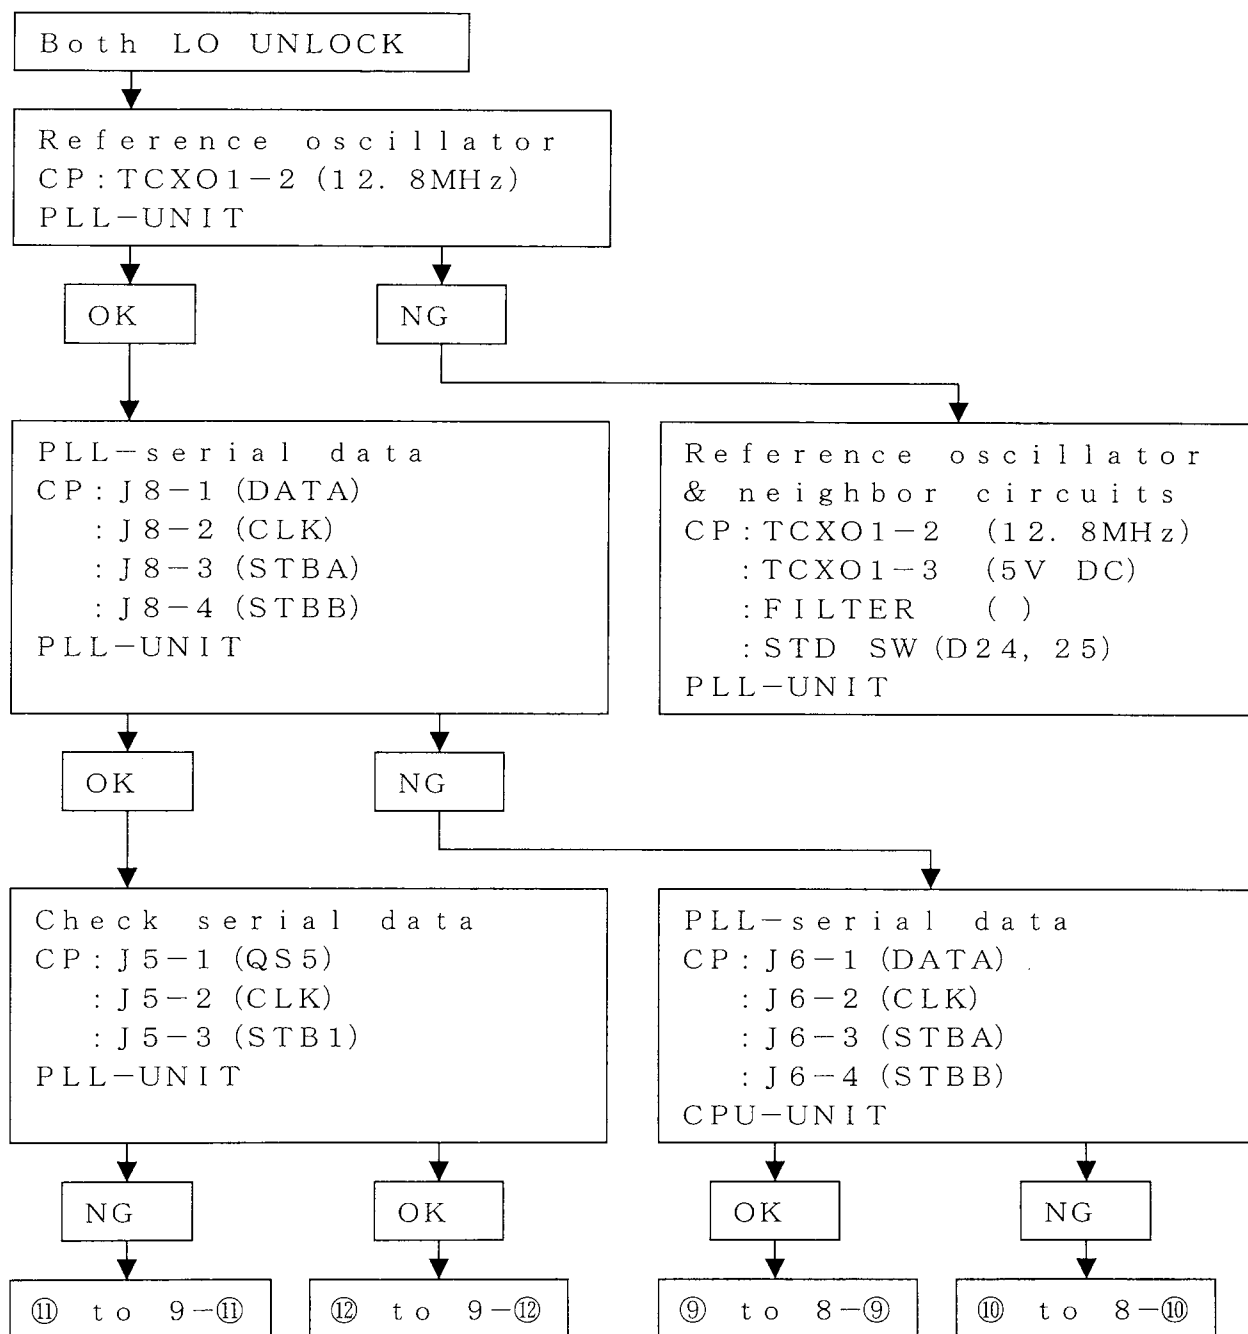 Both LO UNLOCK
Reference oscillator
CP:TCXO1-2 (12.8MHz)
PLL-UNIT
OK
NG
PLL-serial data
CP:J8-1 (DATA)
:J8-2 (CLK)
:J8-3 (STBA)
:J8-4 (STBB)
PLL-UNIT
Reference oscillator
& neighbor circuits
CP:TCXO1-2 (12.8MHz)
:TCXO1-3 (5V DC)
:FILTER ( )
:STD SW (D24, 25)
PLL-UNIT
OK
NG
Check serial data
CP:J5-1 (QS5)
:J5-2 (CLK)
:J5-3 (STB1)
PLL-UNIT
PLL-serial data
CP:J6-1 (DATA)
:J6-2 (CLK)
:J6-3 (STBA)
:J6-4 (STBB)
CPU-UNIT
NG
OK
OK
NG
⑪ to 9-⑪
⑫ to 9-⑫
⑨ to 8-⑨
⑩ to 8-⑩